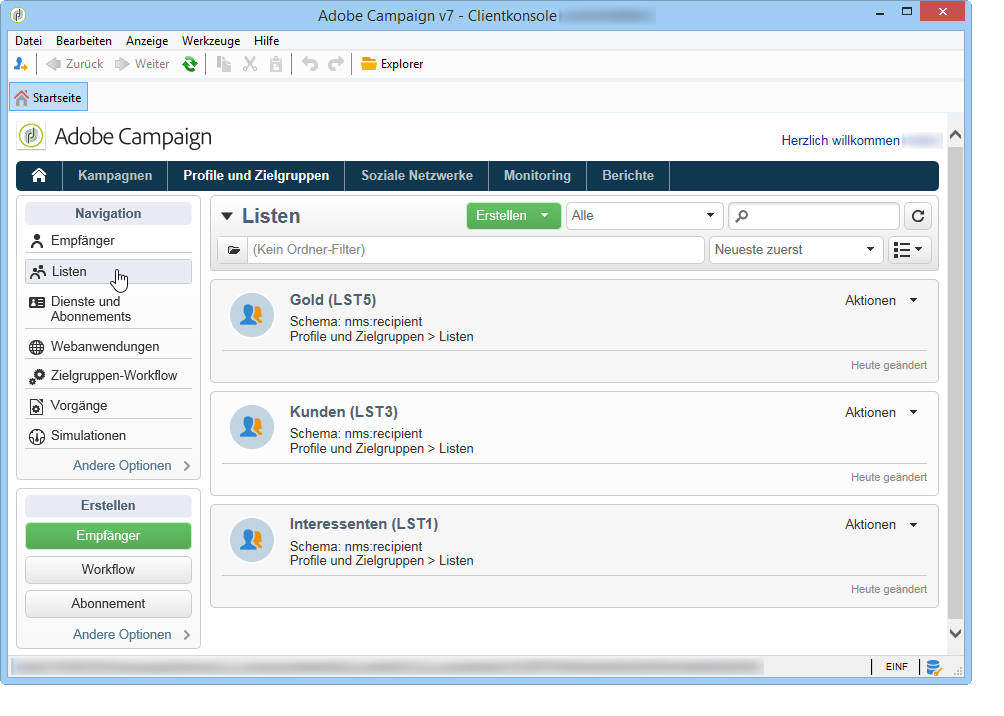 Adobe Campaign v7 - Clientkonsole
Datei Bearbeiten Anzeige Werkzeuge Hilfe
Zurück Weiter Explorer
Startseite
Adobe Campaign
Herzlich willkommen
Kampagnen Profile und Zielgruppen Soziale Netzwerke Monitoring Berichte
Navigation
Empfänger
Listen
Dienste und
Abonnements
Webanwendungen
Zielgruppen-Workflow
Vorgänge
Simulationen
Andere Optionen
Erstellen
Empfänger
Workflow
Abonnement
Andere Optionen
Listen Erstellen Alle
(Kein Ordner-Filter) Neueste zuerst
Gold (LST5) Aktionen
Schema: nms:recipient
Profile und Zielgruppen > Listen
Heute geändert
Kunden (LST3) Aktionen
Schema: nms:recipient
Profile und Zielgruppen > Listen
Heute geändert
Interessenten (LST1) Aktionen
Schema: nms:recipient
Profile und Zielgruppen > Listen
Heute geändert
EINF